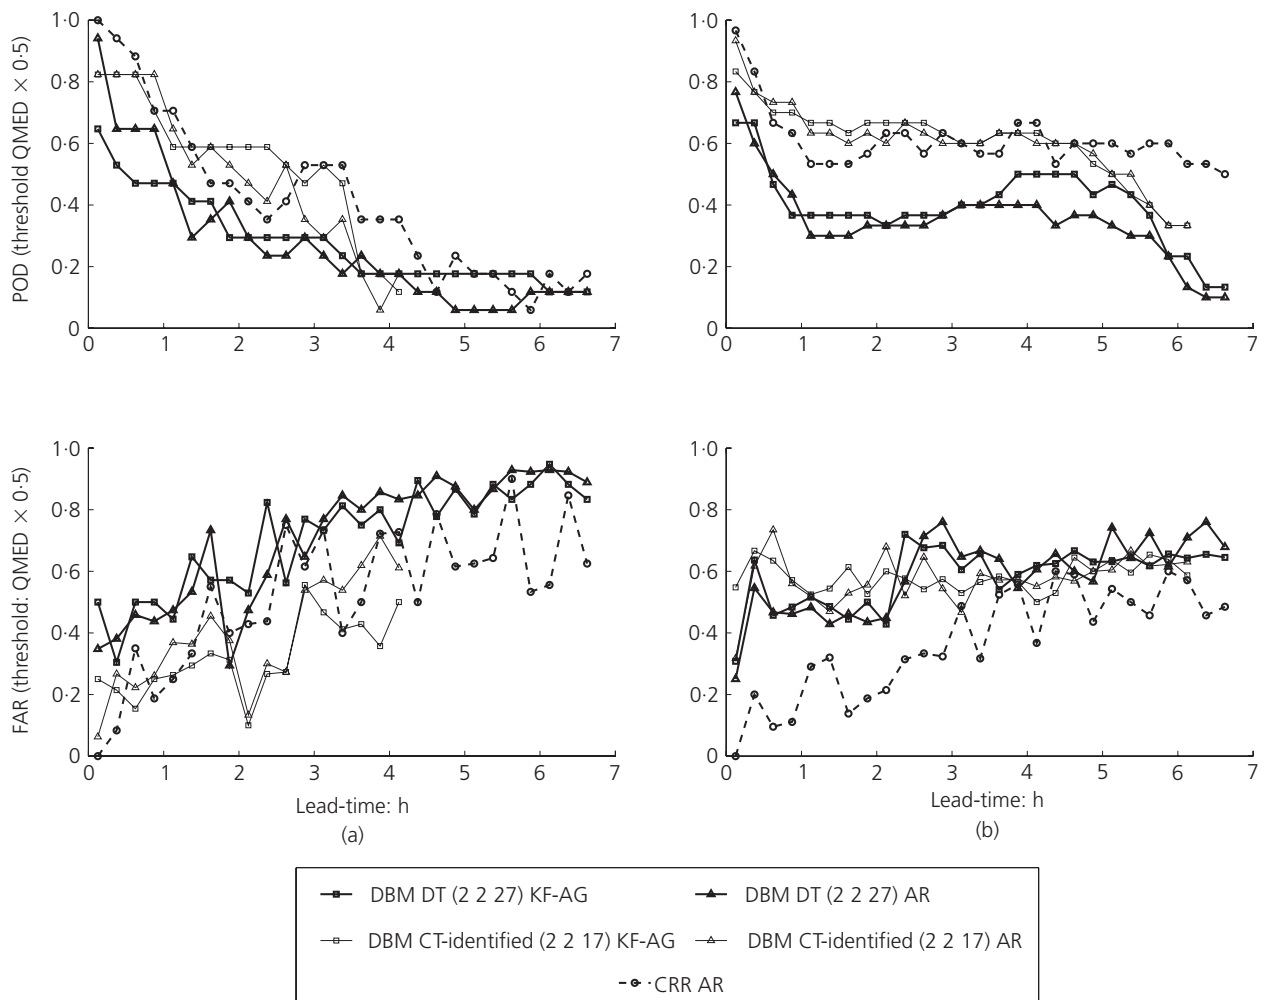 POD (threshold QMED × 0·5)
1·0
0·8
0·6
0·4
0·2
0
0 1 2 3 4 5 6 7
1·0
0·8
0·6
0·4
0·2
0
0 1 2 3 4 5 6 7
FAR (threshold: QMED × 0·5)
1·0
0·8
0·6
0·4
0·2
0
0 1 2 3 4 5 6 7
Lead-time: h
(a)
1·0
0·8
0·6
0·4
0·2
0
0 1 2 3 4 5 6 7
Lead-time: h
(b)
DBM DT (2 2 27) KF-AG DBM DT (2 2 27) AR
DBM CT-identified (2 2 17) KF-AG DBM CT-identified (2 2 17) AR
CRR AR